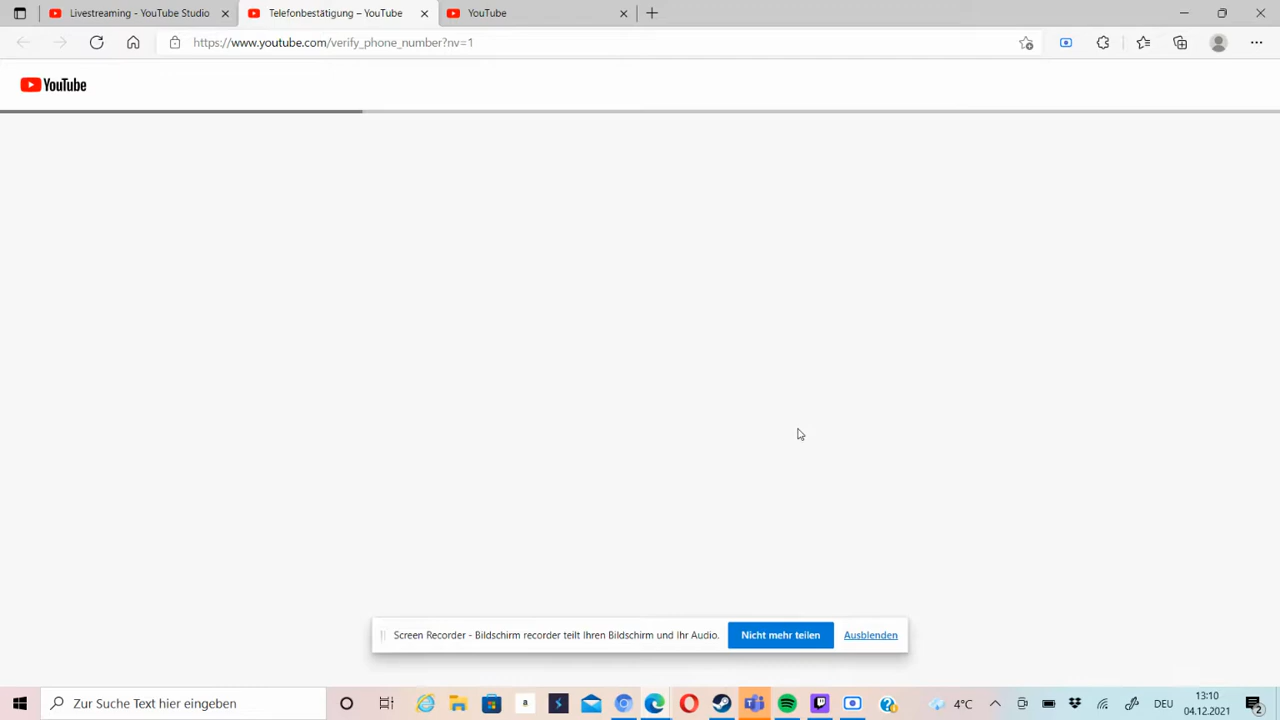 Livestreaming - YouTube Studio
Telefonbestätigung – YouTube
YouTube
https://www.youtube.com/verify_phone_number?nv=1
YouTube
Screen Recorder - Bildschirm recorder teilt Ihren Bildschirm und Ihr Audio.
Nicht mehr teilen
Ausblenden
Zur Suche Text hier eingeben
a
4°C
DEU
13:10
04.12.2021
2